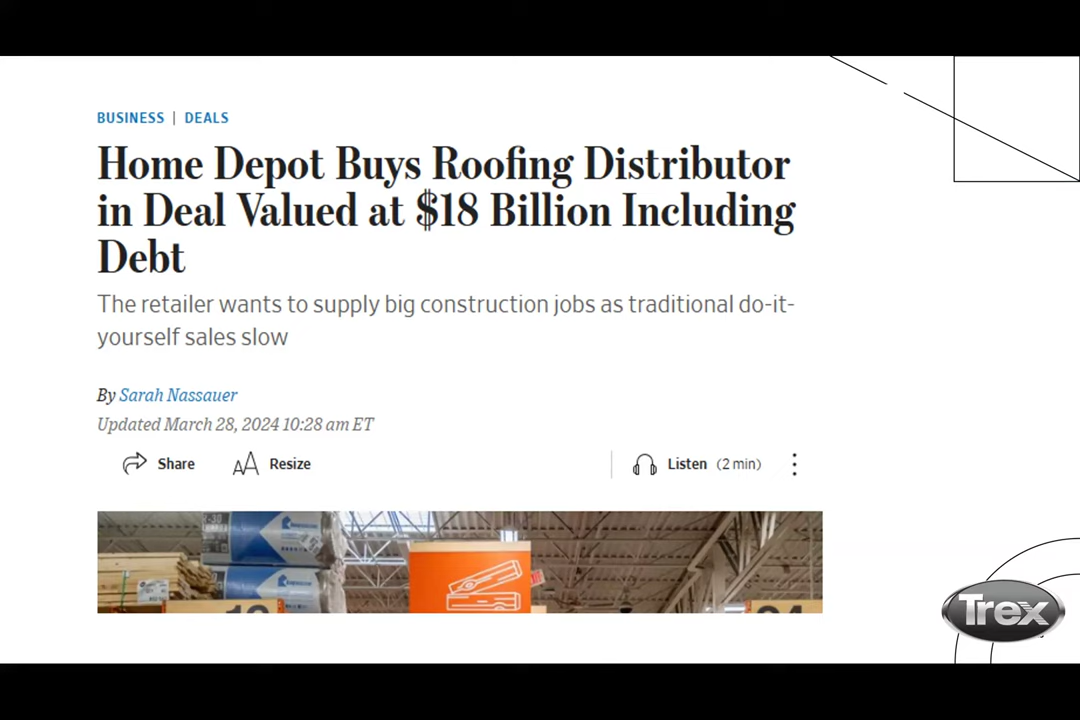 BUSINESS | DEALS
Home Depot Buys Roofing Distributor
in Deal Valued at $18 Billion Including
Debt
The retailer wants to supply big construction jobs as traditional do-it-
yourself sales slow
By Sarah Nassauer
Updated March 28, 2024 10:28 am ET
Share
Resize
Listen (2 min)
Trex